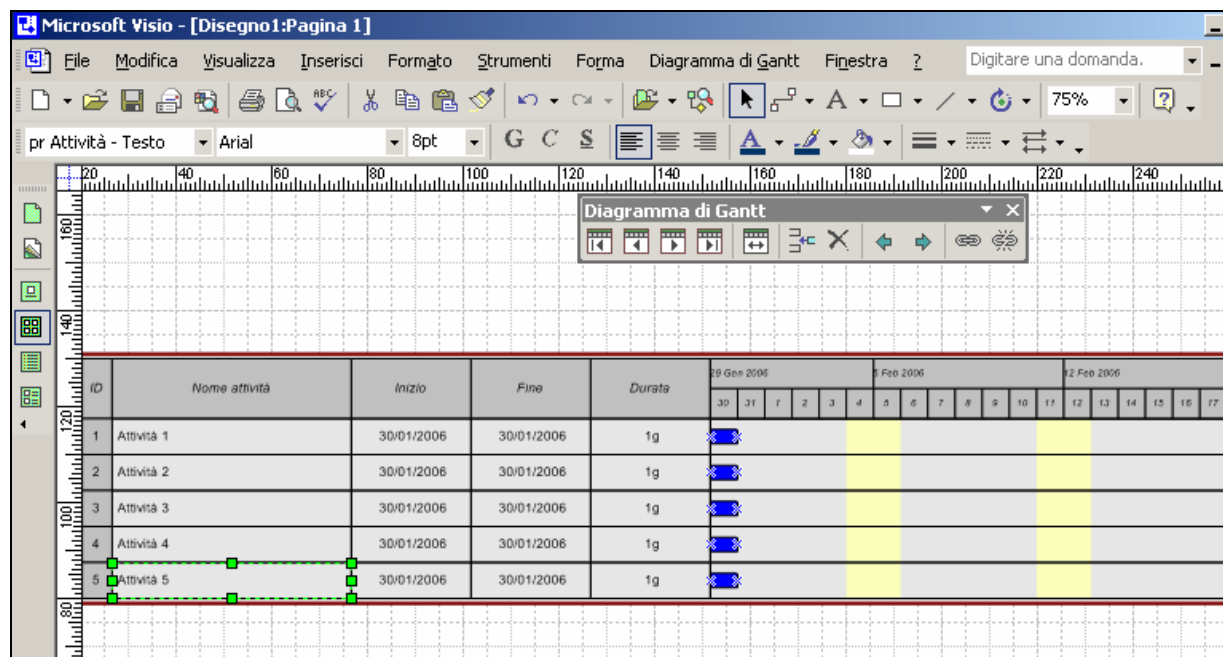 Microsoft Visio - [Disegno1:Pagina 1]
File Modifica Visualizza Inserisci Formato Strumenti Forma Diagramma di Gantt Finestra ? Digitare una domanda.
ABC A 75% ?
pr Attività - Testo Arial 8pt G C S A
20 40 60 80 100 120 140 160 180 200 220 240
Diagramma di Gantt
160
140
120
100
80
ID Nome attività Inizio Fine Durata 29 Gen 2006 5 Feb 2006 12 Feb 2006
30 31 1 2 3 4 5 6 7 8 9 10 11 12 13 14 15 16 17
1 Attività 1 30/01/2006 30/01/2006 1g
2 Attività 2 30/01/2006 30/01/2006 1g
3 Attività 3 30/01/2006 30/01/2006 1g
4 Attività 4 30/01/2006 30/01/2006 1g
5 Attività 5 30/01/2006 30/01/2006 1g